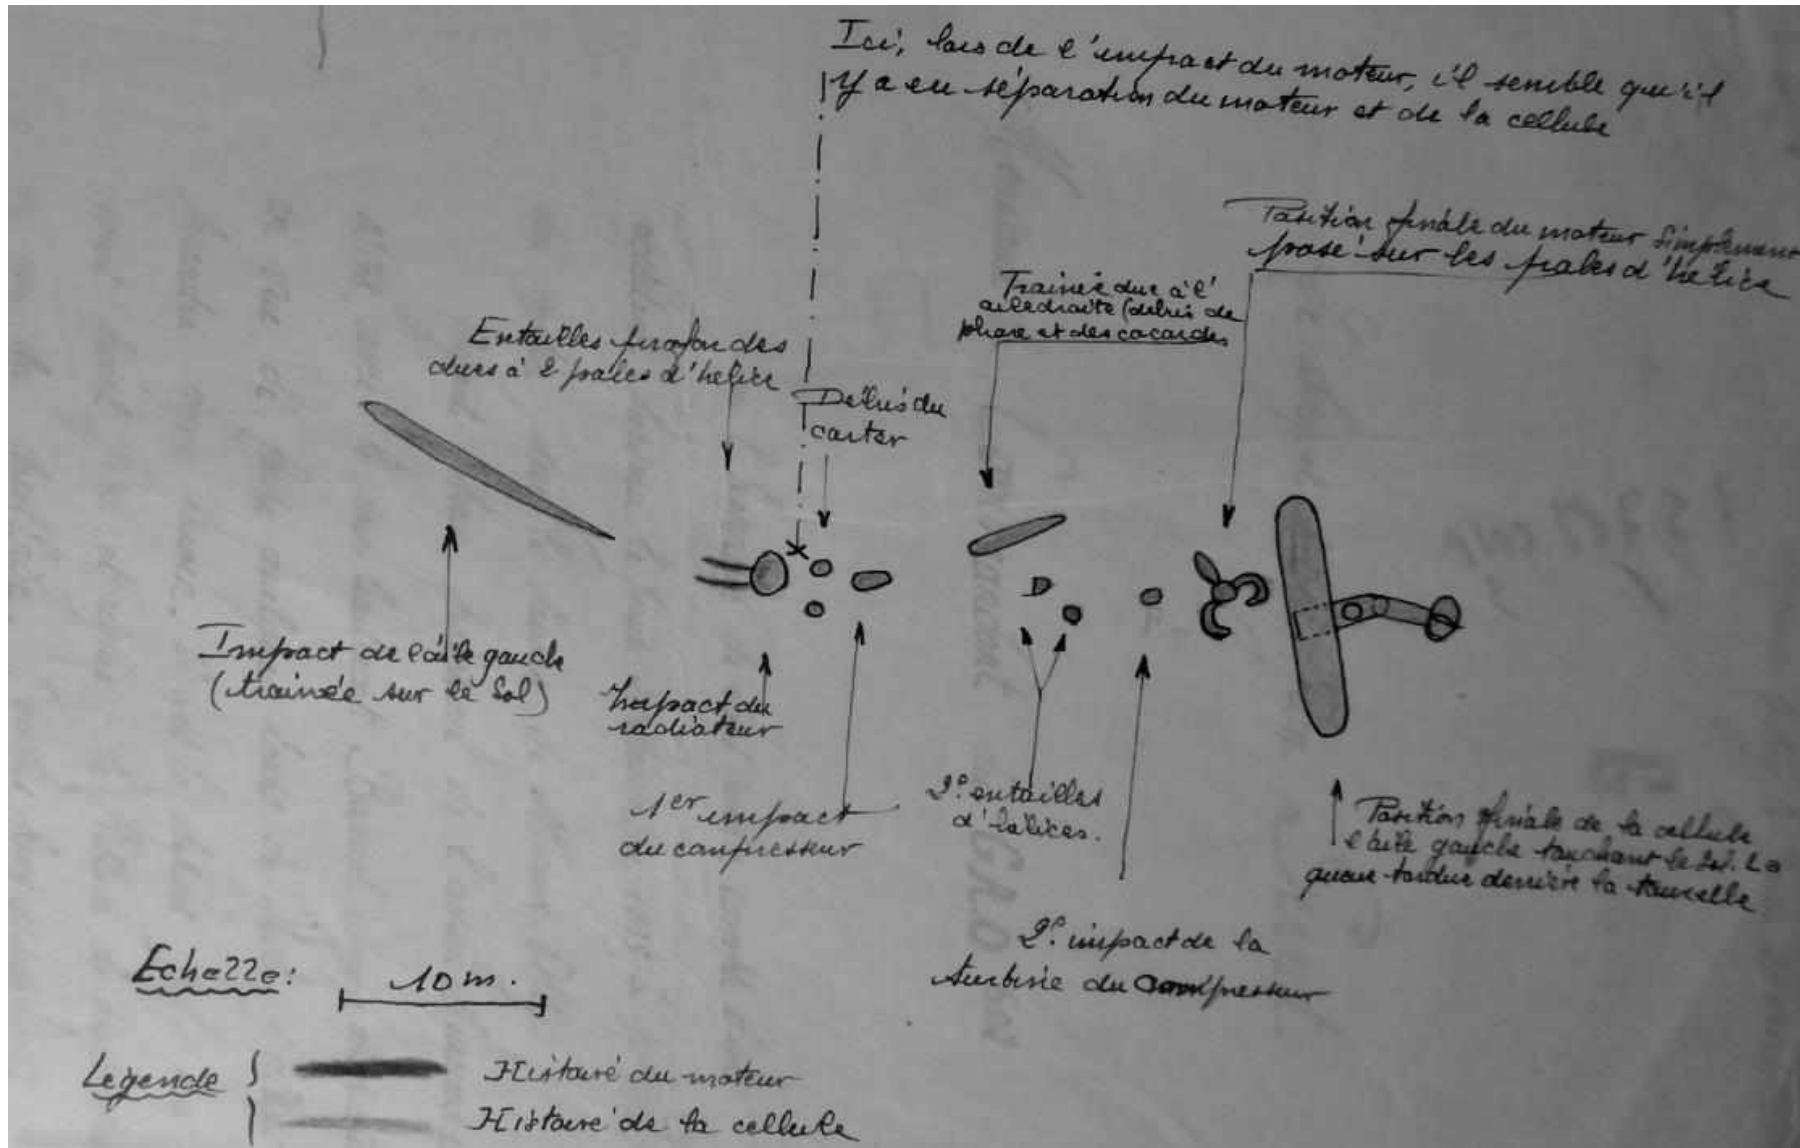 Ici, lors de l'impact du moteur, il semble qu'il
y a eu séparation du moteur et de la cellule
Position finale du moteur simplement
posé sur les pales d'hélice
Trainée due à l'
aile droite (débris de
phare et des cocardes
Entailles profondes
dues à 2 pales d'hélice
Débris du
carter
Impact de l'aile gauche
(trainée sur le sol)
Impact du
radiateur
1er impact
du compresseur
2e entailles
d'hélices.
2e impact de la
turbine du compresseur
Position finale de la cellule
l'aile gauche touchant le sol. La
queue tordue derrière la
Echelle: 10 m.
Légende
Histoire du moteur
Histoire de la cellule